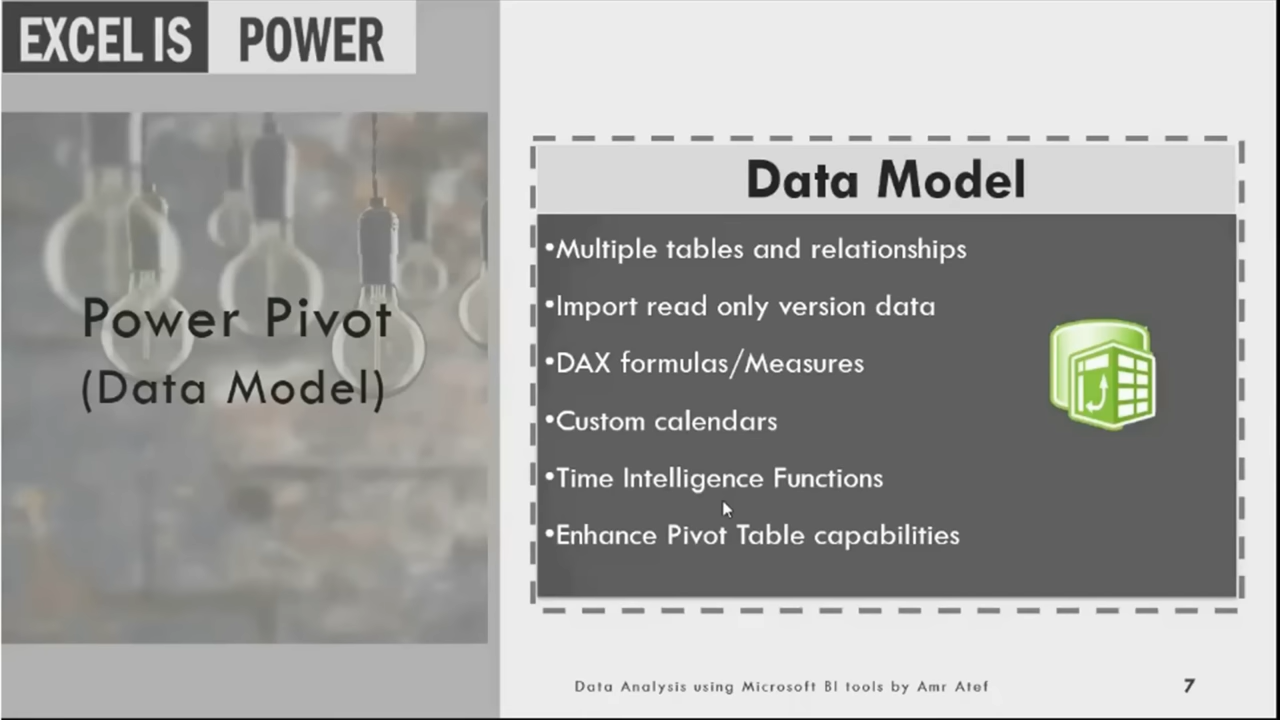 EXCEL IS POWER
Power Pivot
(Data Model)
Data Model
•Multiple tables and relationships
•Import read only version data
•DAX formulas/Measures
•Custom calendars
•Time Intelligence Functions
•Enhance Pivot Table capabilities
Data Analysis using Microsoft BI tools by Amr Atef
7